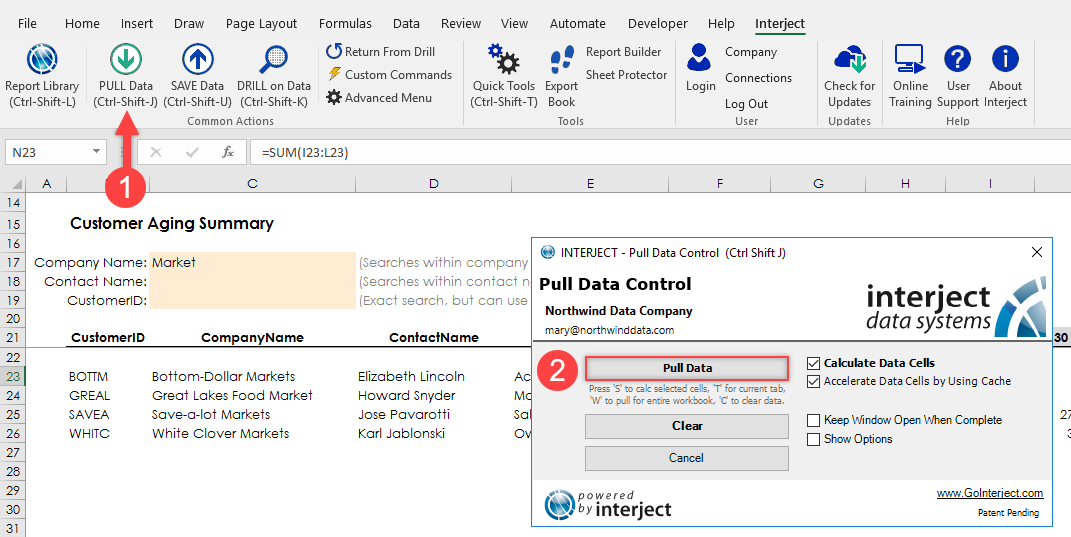 File Home Insert Draw Page Layout Formulas Data Review View Automate Developer Help Interject
Report Library (Ctrl-Shift-L)
PULL Data (Ctrl-Shift-J)
SAVE Data (Ctrl-Shift-U)
DRILL on Data (Ctrl-Shift-K)
Return From Drill
Custom Commands
Advanced Menu
Common Actions
Quick Tools (Ctrl-Shift-T)
Export Book
Report Builder
Sheet Protector
Tools
Login
Company
Connections
Log Out
User
Check for Updates
Updates
Online Training
User Support
About Interject
Help
1
N23 fx =SUM(I23:L23)
A C D E F G H I
14
15 Customer Aging Summary
16
17 Company Name: Market (Searches within company
18 Contact Name: (Searches within contact n
19 CustomerID: (Exact search, but can use
20
21 CustomerID CompanyName ContactName 30
22
23 BOTTM Bottom-Dollar Markets Elizabeth Lincoln Ac
24 GREAL Great Lakes Food Market Howard Snyder Mo
25 SAVEA Save-a-lot Markets Jose Pavarotti Sal 27
26 WHITC White Clover Markets Karl Jablonski Ov 3
27
28
29
30
31
INTERJECT - Pull Data Control (Ctrl Shift J)
Pull Data Control
Northwind Data Company
mary@northwinddata.com
interject
data systems
2
Pull Data
Press 'S' to calc selected cells, 'T' for current tab,
'W' to pull for entire workbook, 'C' to clear data.
Clear
Cancel
Calculate Data Cells
Accelerate Data Cells by Using Cache
Keep Window Open When Complete
Show Options
powered
by interject
www.GoInterject.com
Patent Pending